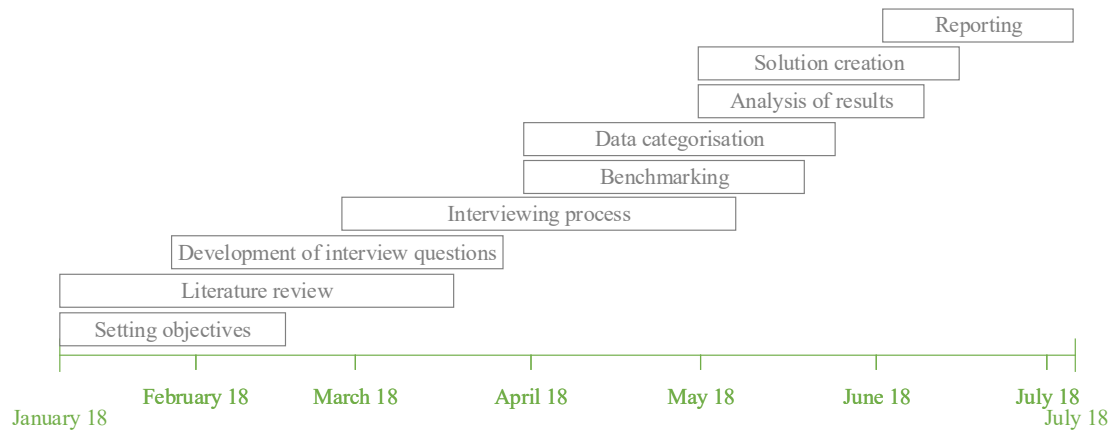 Reporting
Solution creation
Analysis of results
Data categorisation
Benchmarking
Interviewing process
Development of interview questions
Literature review
Setting objectives
February 18
March 18
April 18
May 18
June 18
July 18
January 18
July 18